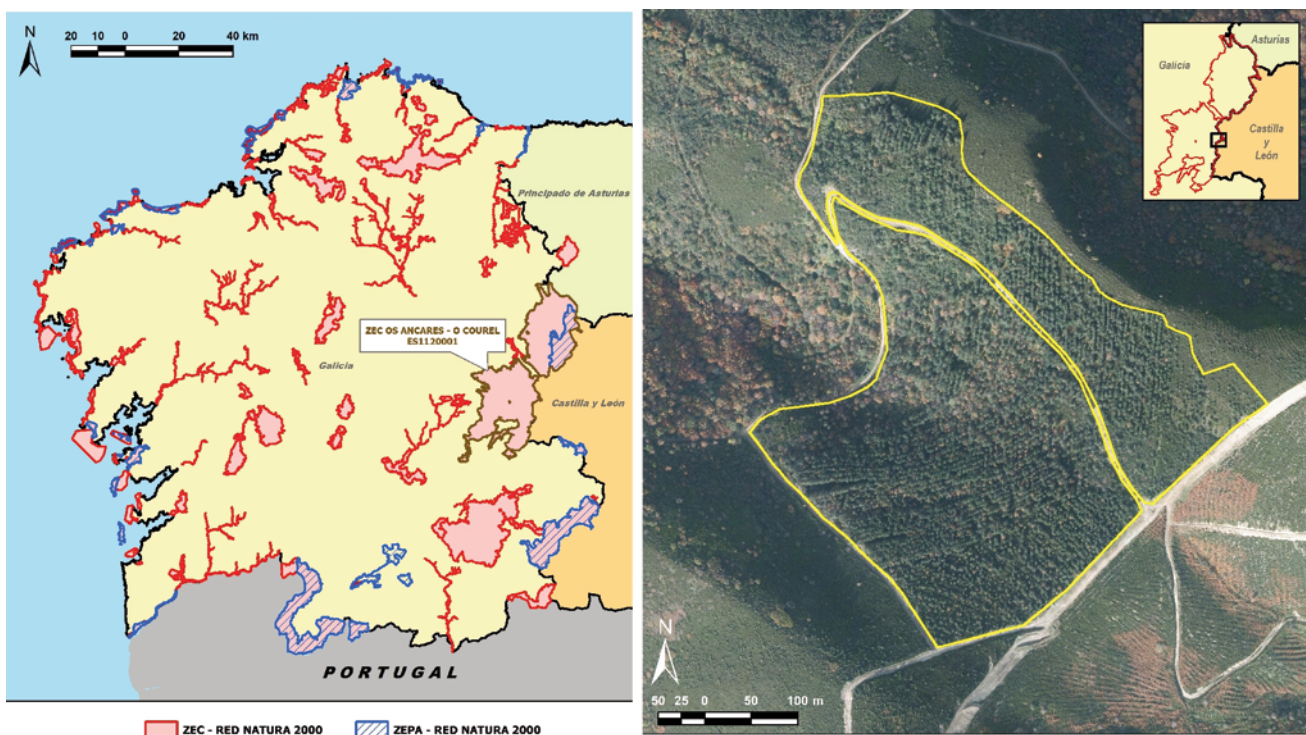 N
20 10 0 20 40 km
Principado de Asturias
ZEC OS ANCARES - O COUREL
ES1120001
Galicia
Castilla y León
PORTUGAL
ZEC - RED NATURA 2000
ZEPA - RED NATURA 2000
Asturias
Galicia
Castilla
y
León
N
50 25 0 50 100 m